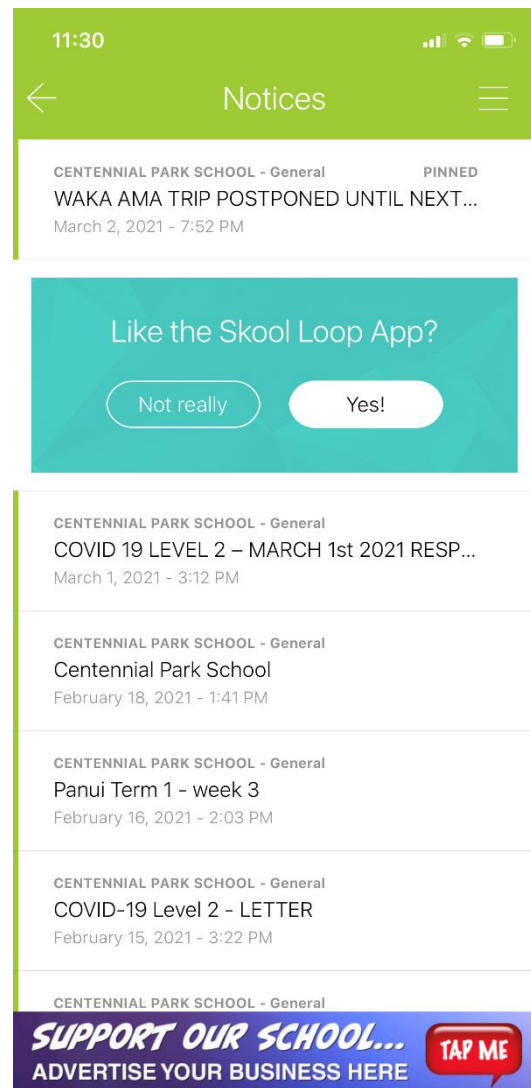 11:30
Notices
CENTENNIAL PARK SCHOOL - General PINNED
WAKA AMA TRIP POSTPONED UNTIL NEXT...
March 2, 2021 - 7:52 PM
Like the Skool Loop App?
Not really Yes!
CENTENNIAL PARK SCHOOL - General
COVID 19 LEVEL 2 – MARCH 1st 2021 RESP...
March 1, 2021 - 3:12 PM
CENTENNIAL PARK SCHOOL - General
Centennial Park School
February 18, 2021 - 1:41 PM
CENTENNIAL PARK SCHOOL - General
Panui Term 1 - week 3
February 16, 2021 - 2:03 PM
CENTENNIAL PARK SCHOOL - General
COVID-19 Level 2 - LETTER
February 15, 2021 - 3:22 PM
CENTENNIAL PARK SCHOOL - General
SUPPORT OUR SCHOOL...
ADVERTISE YOUR BUSINESS HERE
TAP ME